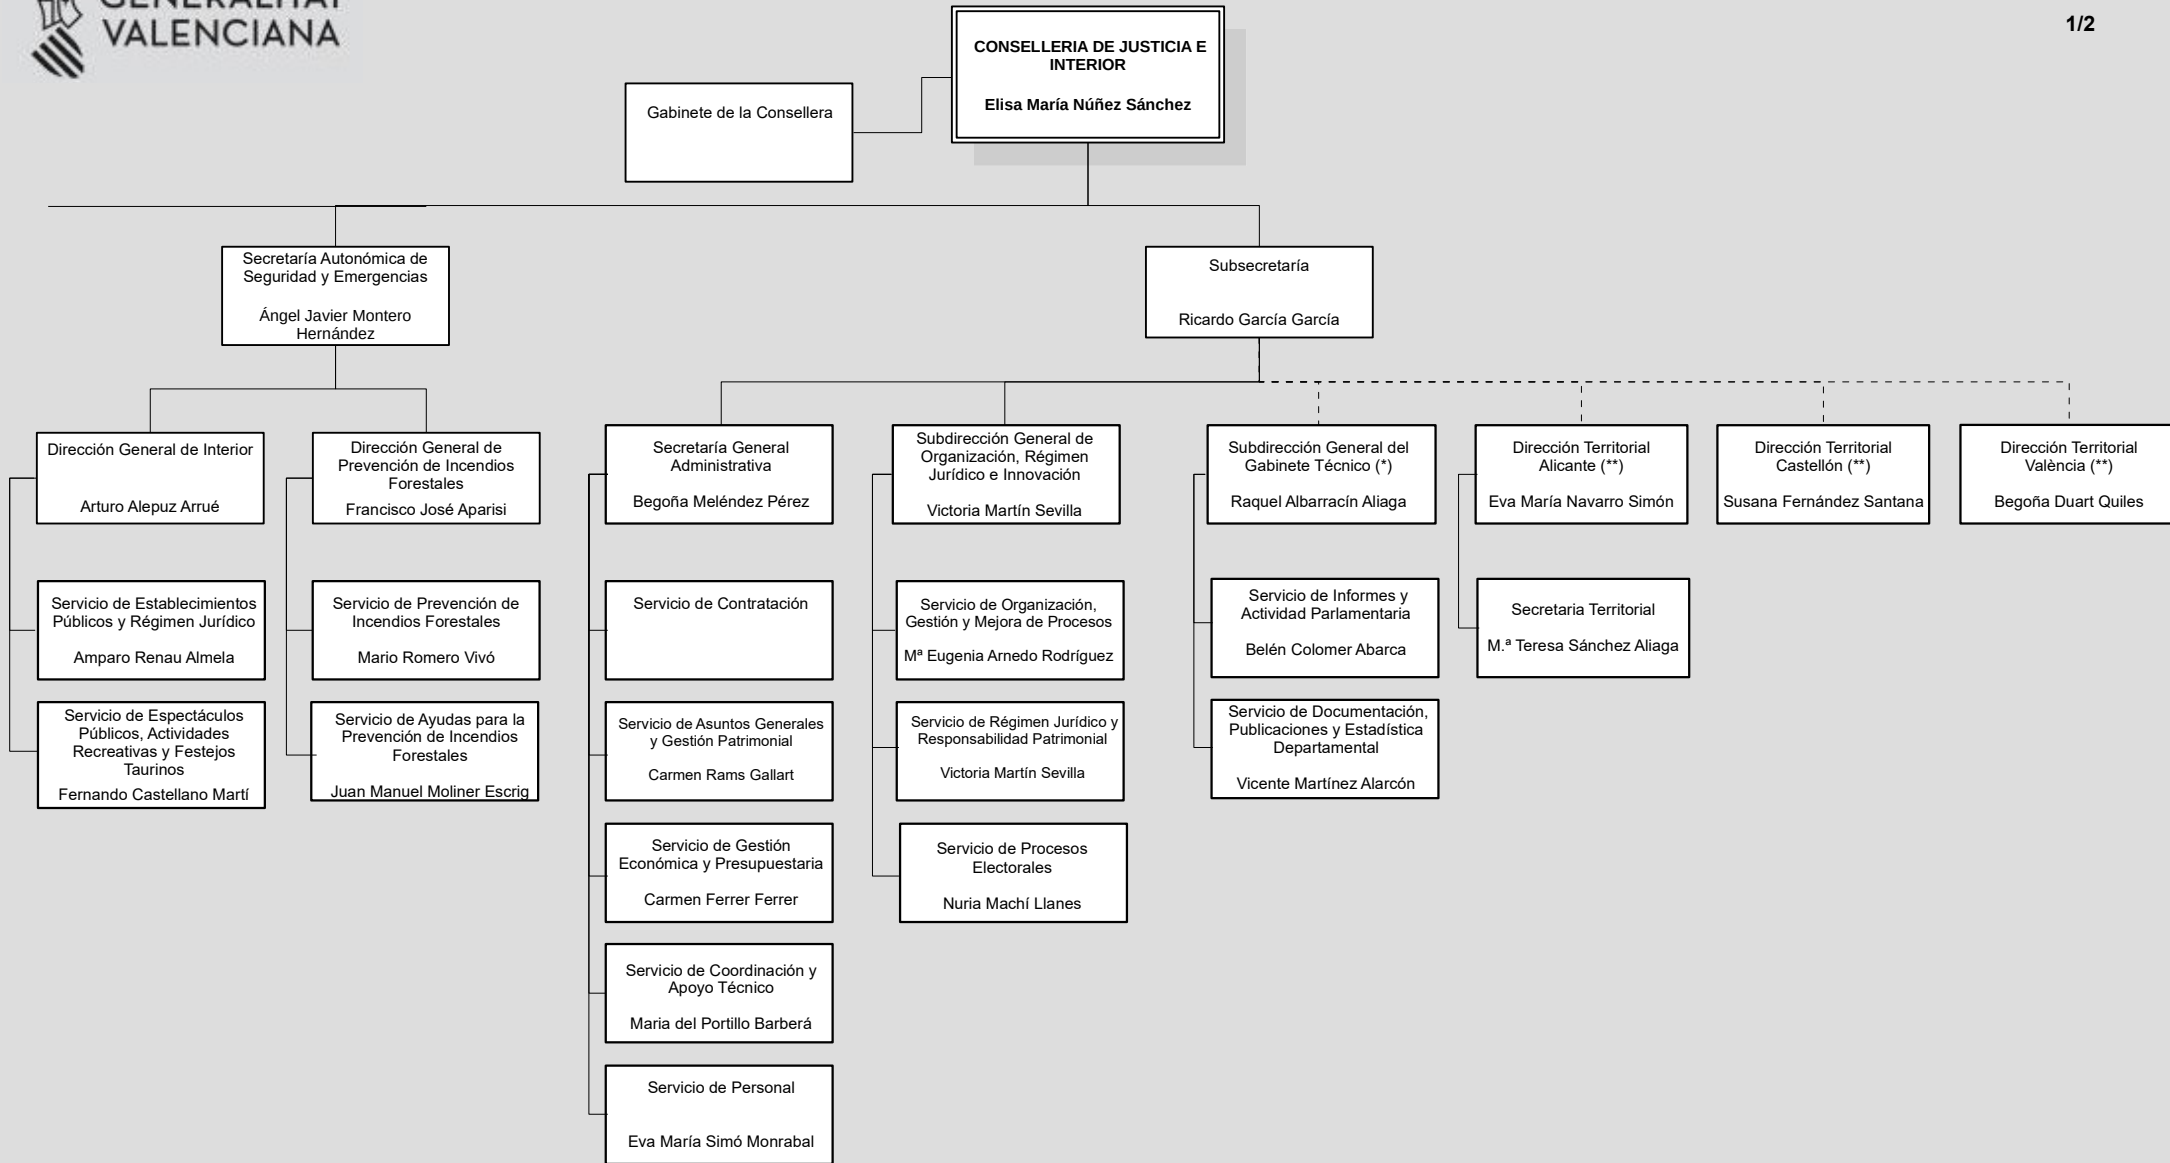 GENERALITAT
VALENCIANA
1/2
CONSELLERIA DE JUSTICIA E
INTERIOR
Elisa María Núñez Sánchez
Gabinete de la Consellera
Secretaría Autonómica de
Seguridad y Emergencias
Ángel Javier Montero
Hernández
Subsecretaría
Ricardo García García
Dirección General de Interior
Arturo Alepuz Arrué
Dirección General de
Prevención de Incendios
Forestales
Francisco José Aparisi
Secretaría General
Administrativa
Begoña Meléndez Pérez
Subdirección General de
Organización, Régimen
Jurídico e Innovación
Victoria Martín Sevilla
Subdirección General del
Gabinete Técnico (*)
Raquel Albarracín Aliaga
Dirección Territorial
Alicante (**)
Eva María Navarro Simón
Dirección Territorial
Castellón (**)
Susana Fernández Santana
Dirección Territorial
València (**)
Begoña Duart Quiles
Servicio de Establecimientos
Públicos y Régimen Jurídico
Amparo Renau Almela
Servicio de Prevención de
Incendios Forestales
Mario Romero Vivó
Servicio de Contratación
Servicio de Organización,
Gestión y Mejora de Procesos
Mª Eugenia Arnedo Rodríguez
Servicio de Informes y
Actividad Parlamentaria
Belén Colomer Abarca
Secretaria Territorial
M.ª Teresa Sánchez Aliaga
Servicio de Espectáculos
Públicos, Actividades
Recreativas y Festejos
Taurinos
Fernando Castellano Martí
Servicio de Ayudas para la
Prevención de Incendios
Forestales
Juan Manuel Moliner Escrig
Servicio de Asuntos Generales
y Gestión Patrimonial
Carmen Rams Gallart
Servicio de Régimen Jurídico y
Responsabilidad Patrimonial
Victoria Martín Sevilla
Servicio de Documentación,
Publicaciones y Estadística
Departamental
Vicente Martínez Alarcón
Servicio de Gestión
Económica y Presupuestaria
Carmen Ferrer Ferrer
Servicio de Procesos
Electorales
Nuria Machí Llanes
Servicio de Coordinación y
Apoyo Técnico
Maria del Portillo Barberá
Servicio de Personal
Eva María Simó Monrabal